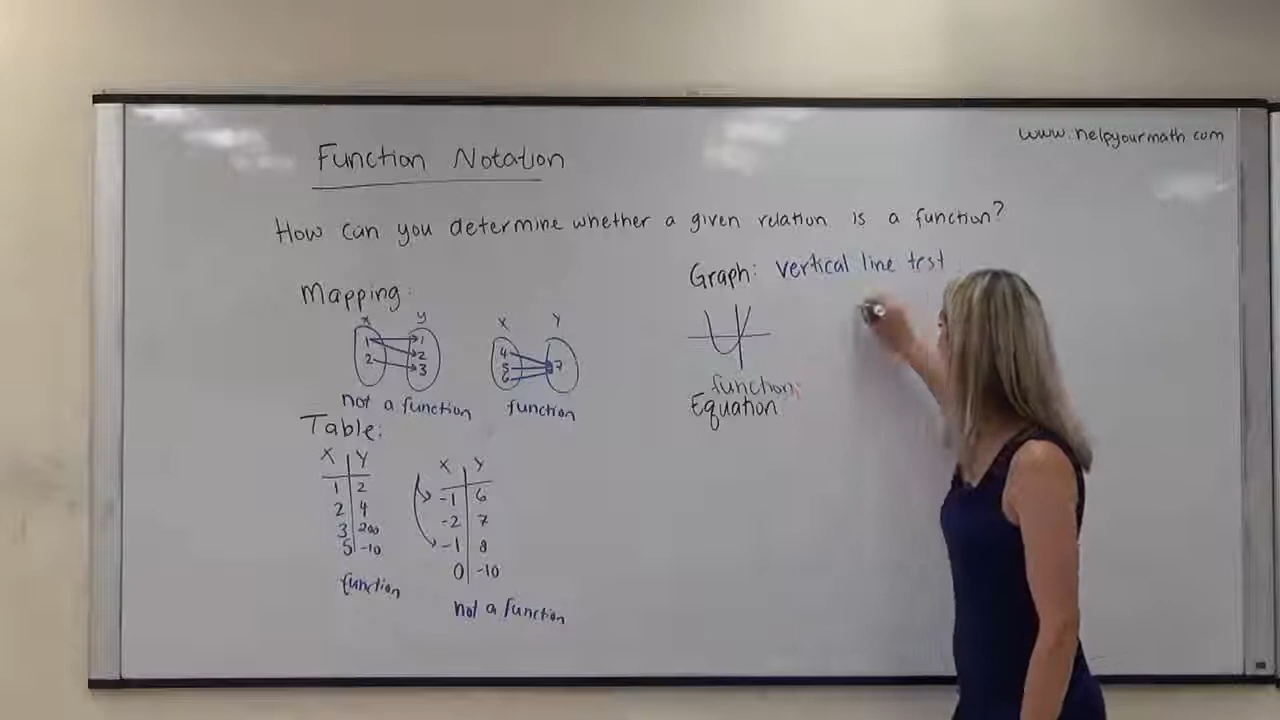 www.helpyourmath.com
Function Notation
How can you determine whether a given relation is a function?
Mapping:
X Y
1 1
2 2
3
not a function
X Y
4 7
5
6
function
Table:
X Y
1 2
2 4
3 200
5 -10
function
X Y
-1 6
-2 7
-1 8
0 -10
not a function
Graph: vertical line test
function
Equation: